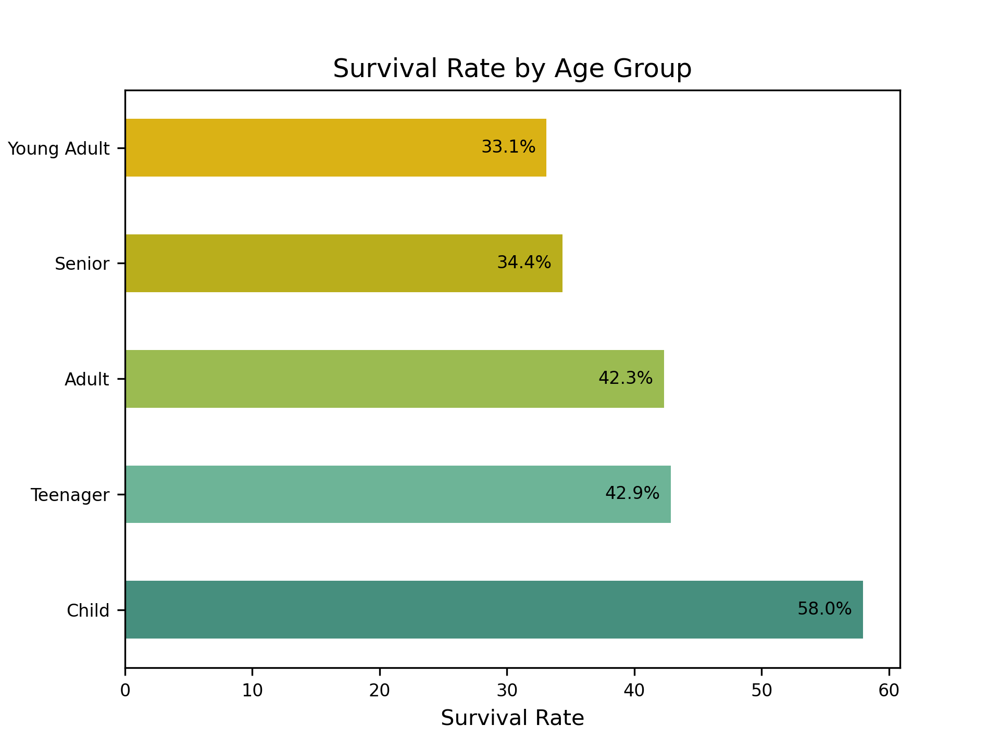 Survival Rate by Age Group
Young Adult
33.1%
Senior
34.4%
Adult
42.3%
Teenager
42.9%
Child
58.0%
0 10 20 30 40 50 60
Survival Rate